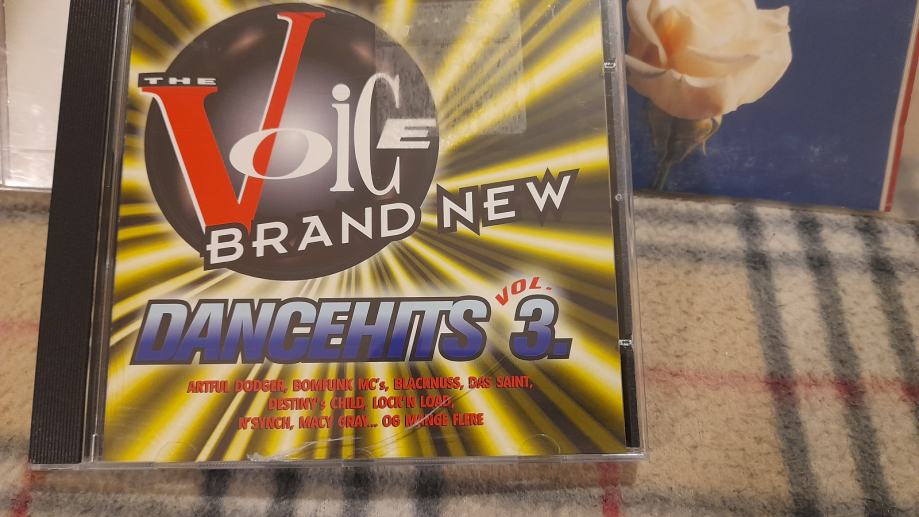 THE
VOICE
BRAND NEW
DANCEHITS VOL. 3.
ARTFUL DODGER, BOMFUNK MC's, BLACKNUSS, DAS SAINT,
DESTINY's CHILD, LOCK'N LOAD,
N'SYNCH, MACY GRAY... OG MANGE FLERE